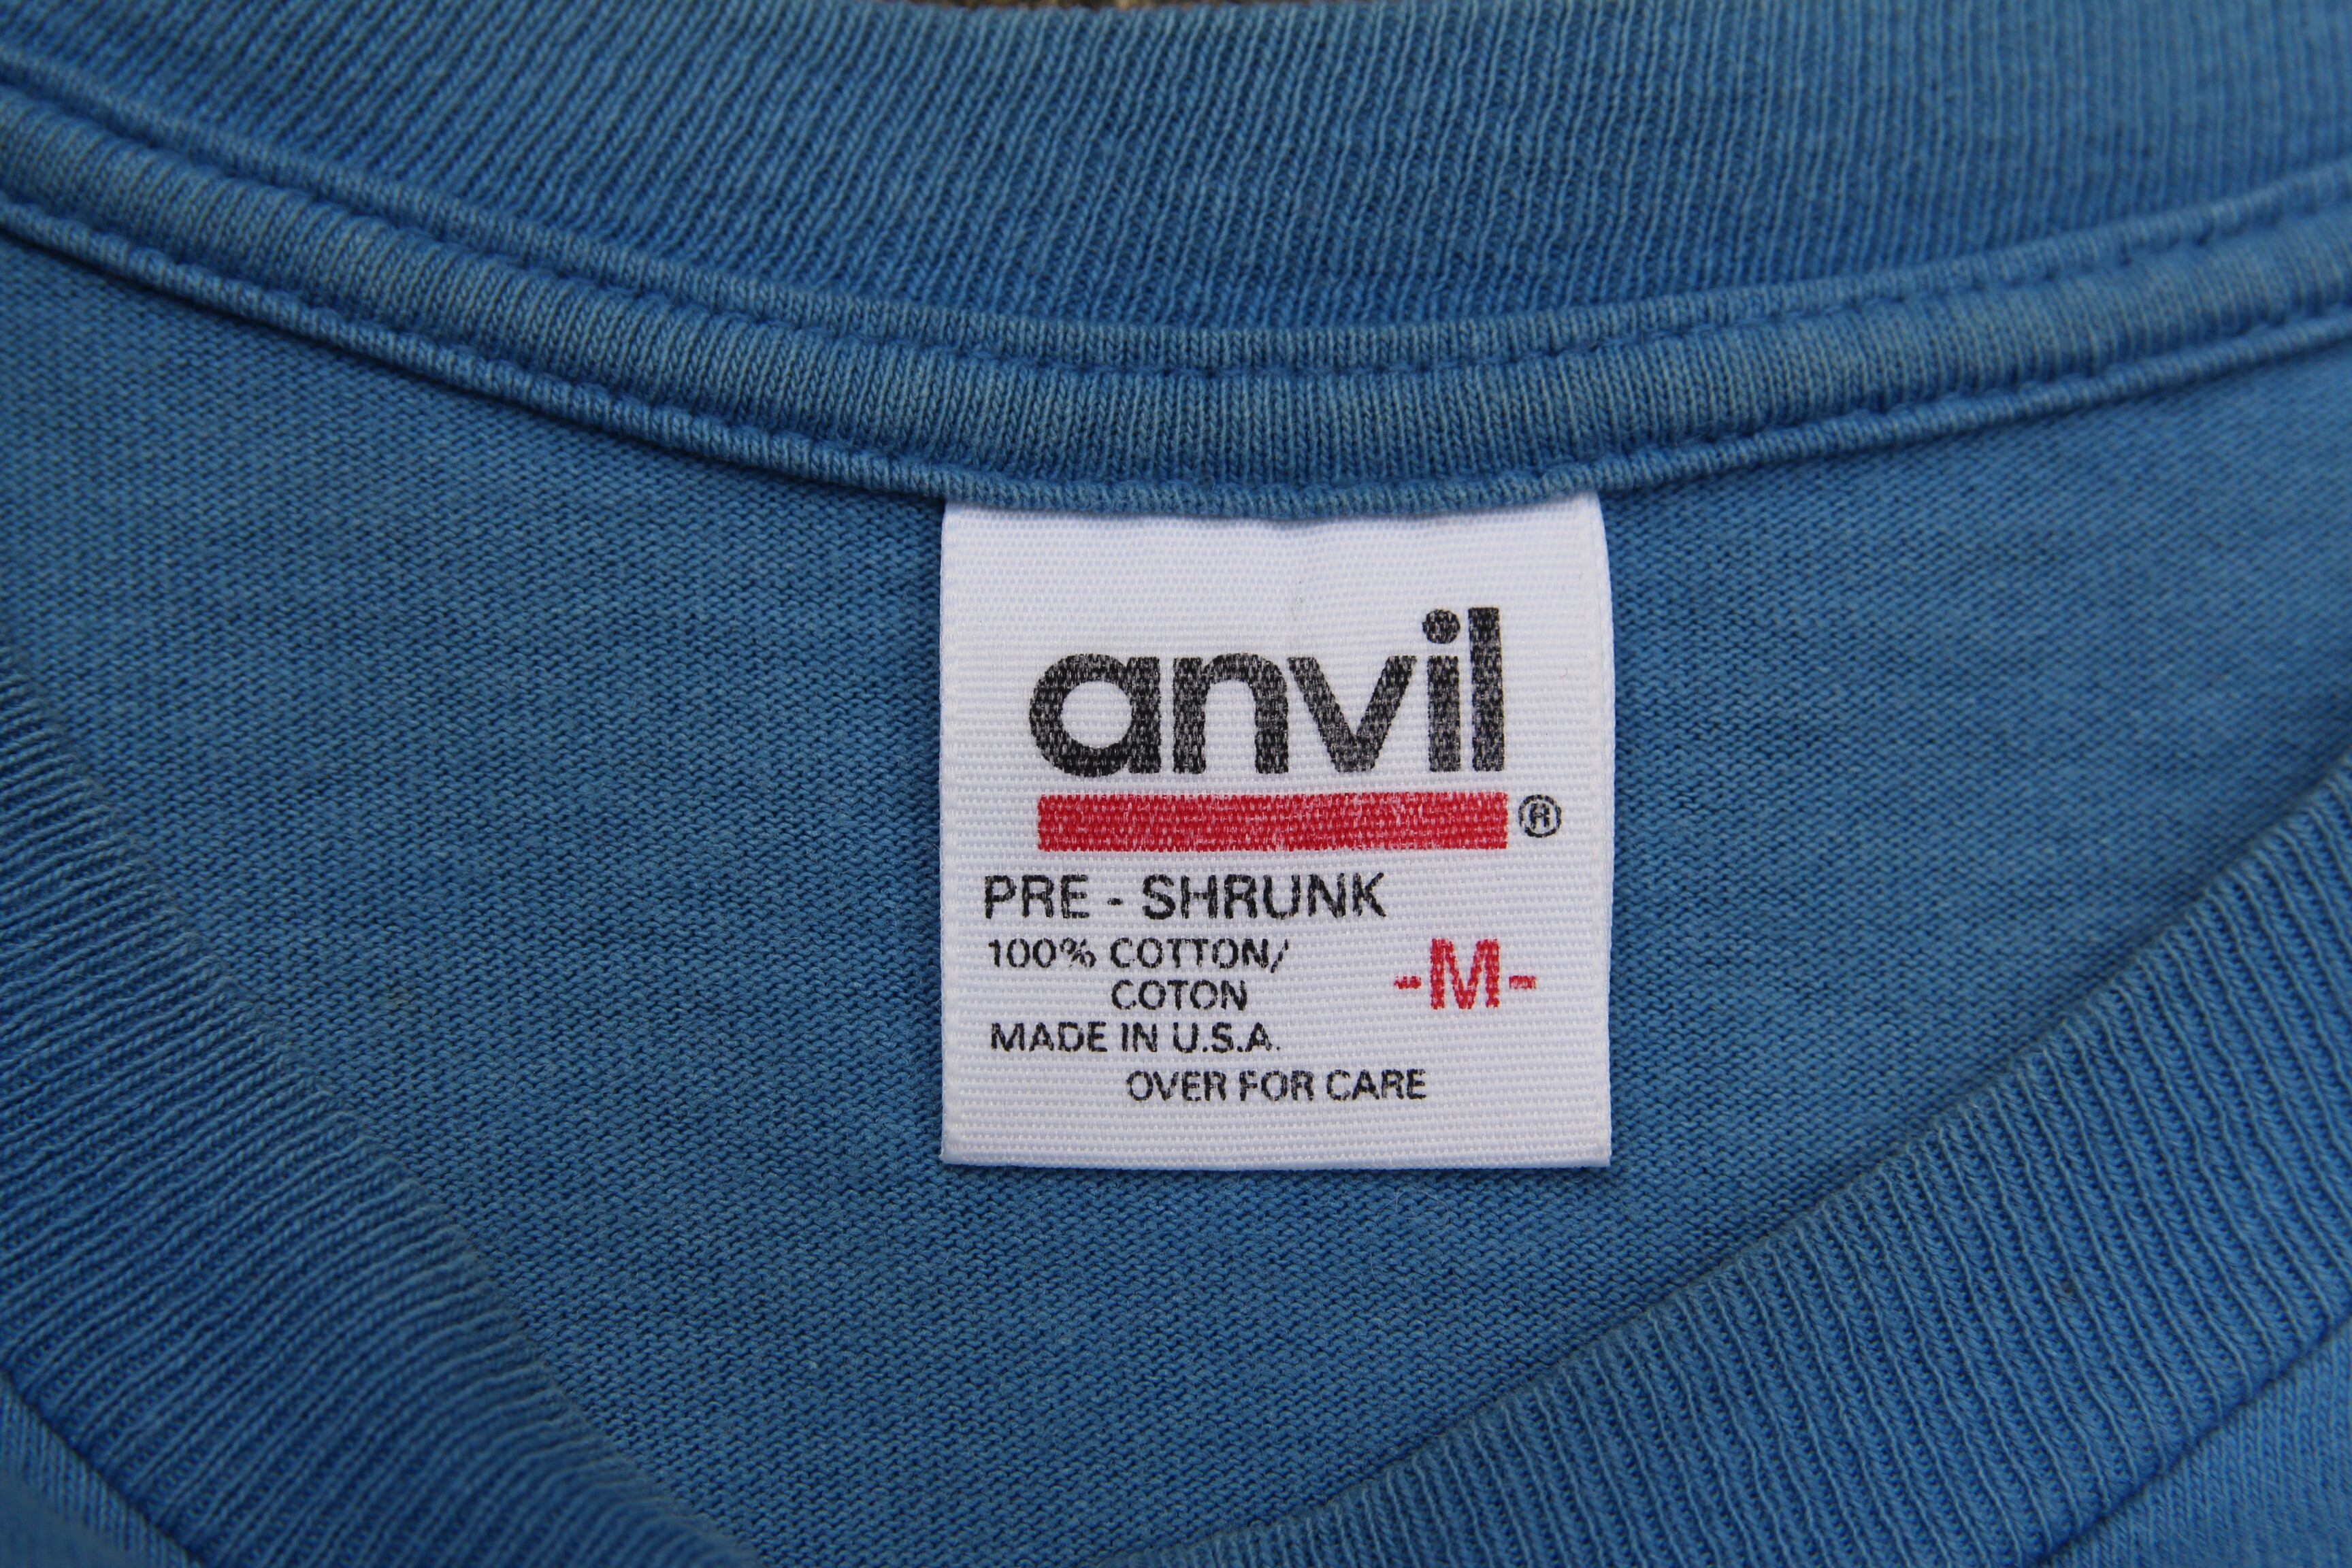 anvil
®
PRE - SHRUNK
100% COTTON/
COTON
-M-
MADE IN U.S.A.
OVER FOR CARE